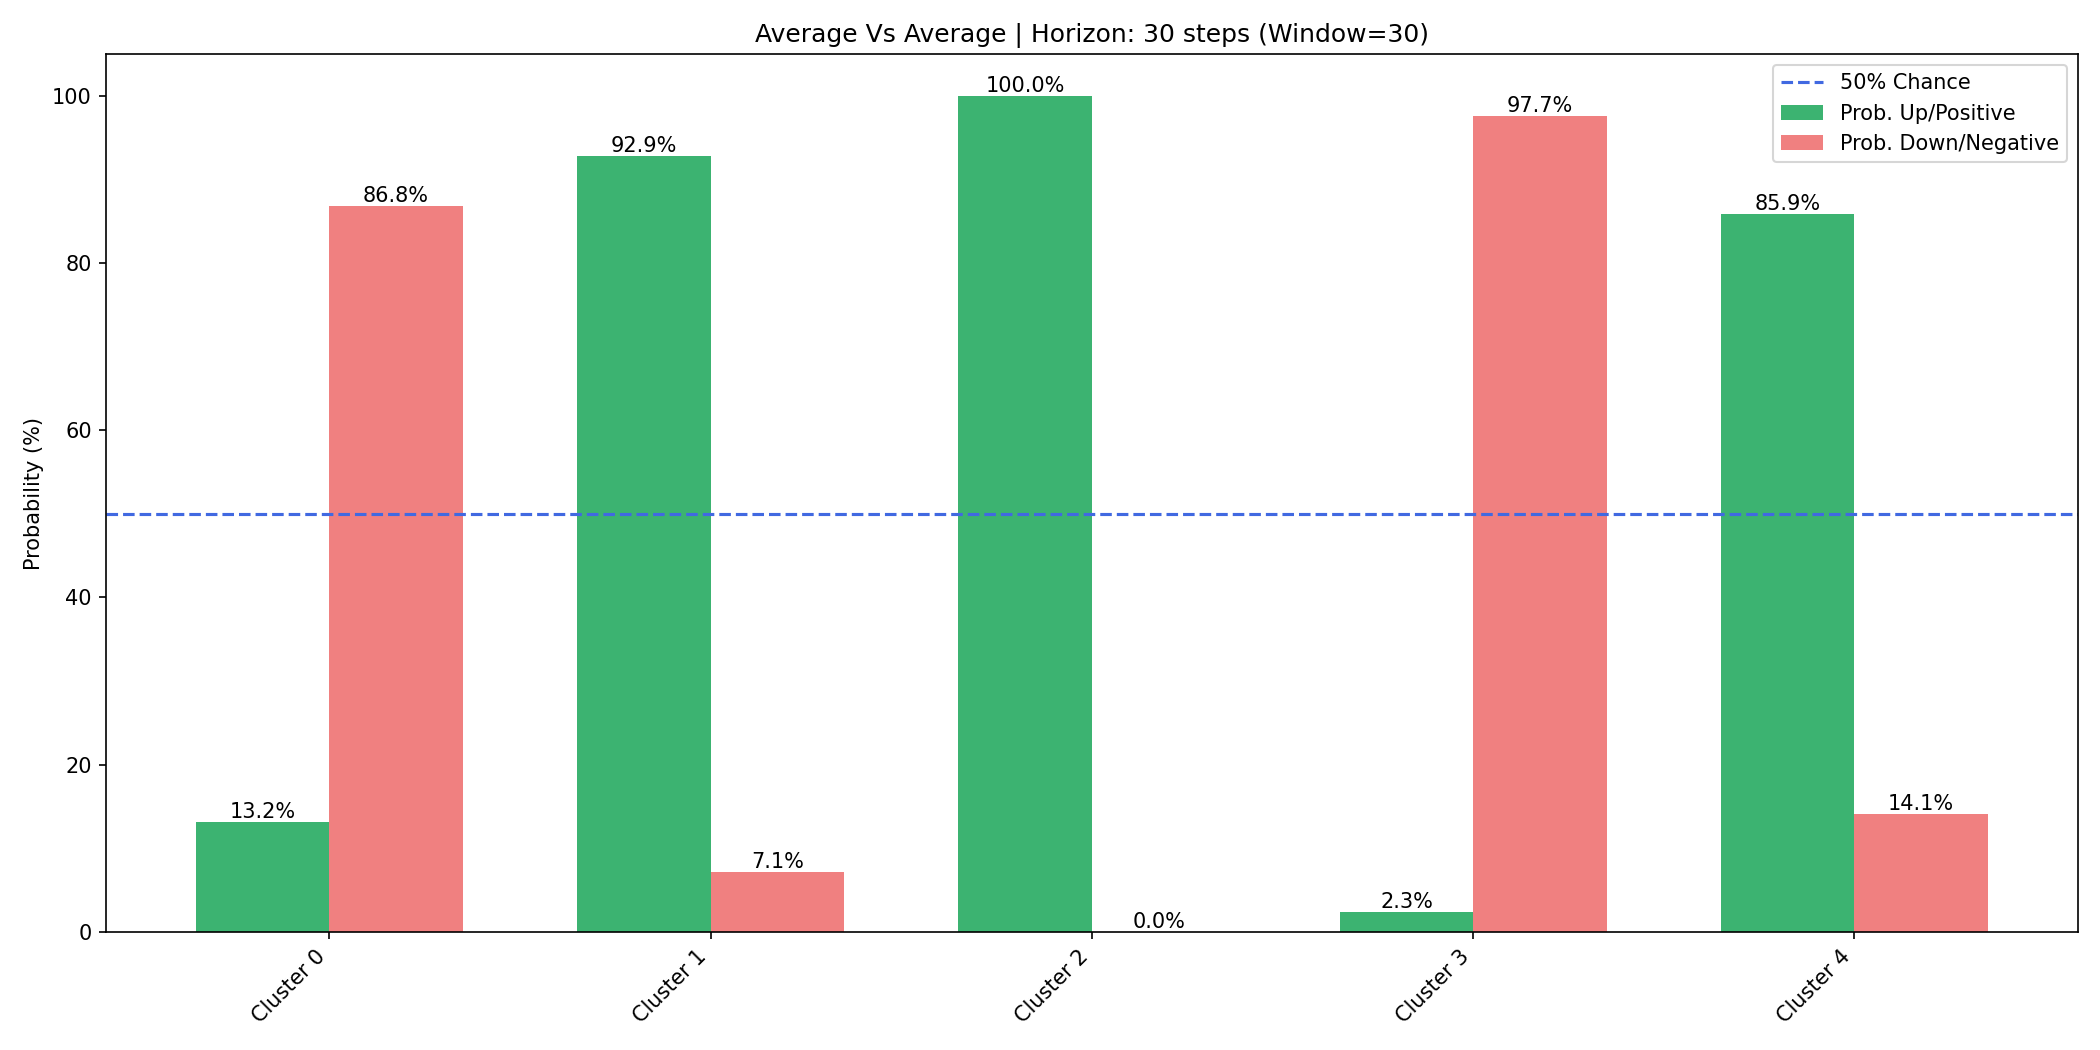 Average Vs Average | Horizon: 30 steps (Window=30)
50% Chance
Prob. Up/Positive
Prob. Down/Negative
Probability (%)
100
80
60
40
20
0
13.2%
86.8%
92.9%
7.1%
100.0%
0.0%
2.3%
97.7%
85.9%
14.1%
Cluster 0
Cluster 1
Cluster 2
Cluster 3
Cluster 4